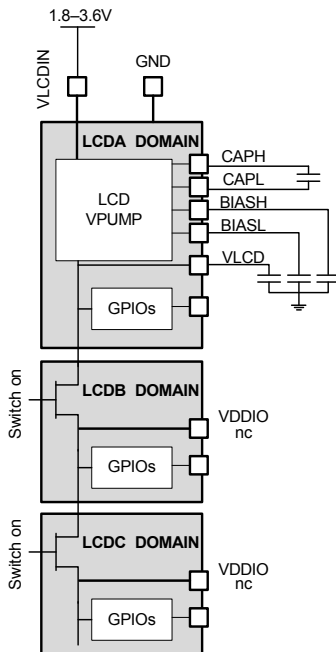 1.8–3.6V
VLCDIN
GND
LCDA DOMAIN
CAPH
LCD
VPUMP
CAPL
BIASH
BIASL
VLCD
GPIOs
Switch on
LCDB DOMAIN
VDDIO
nc
GPIOs
Switch on
LCDC DOMAIN
VDDIO
nc
GPIOs